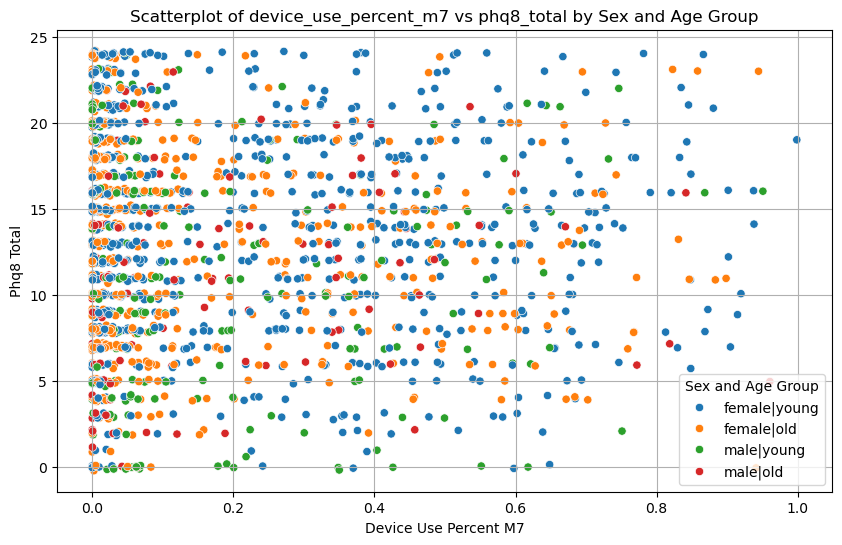 Scatterplot of device_use_percent_m7 vs phq8_total by Sex and Age Group
Phq8 Total
25
20
15
10
5
0
0.0 0.2 0.4 0.6 0.8 1.0
Device Use Percent M7
Sex and Age Group
female|young
female|old
male|young
male|old